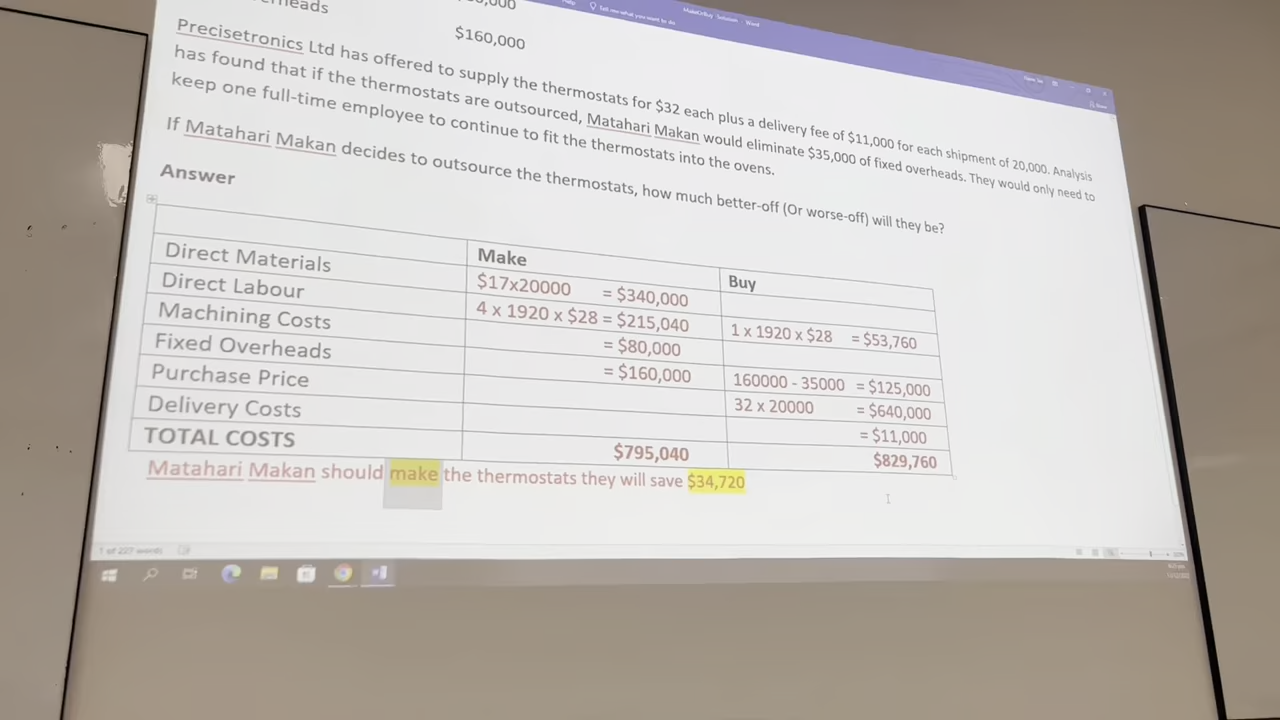 $160,000
Precisetronics Ltd has offered to supply the thermostats for $32 each plus a delivery fee of $11,000 for each shipment of 20,000. Analysis
has found that if the thermostats are outsourced, Matahari Makan would eliminate $35,000 of fixed overheads. They would only need to
keep one full-time employee to continue to fit the thermostats into the ovens.
If Matahari Makan decides to outsource the thermostats, how much better-off (Or worse-off) will they be?
Answer
Make Buy
Direct Materials $17x20000 = $340,000
Direct Labour 4 x 1920 x $28 = $215,040 1 x 1920 x $28 = $53,760
Machining Costs = $80,000
Fixed Overheads = $160,000 160000 - 35000 = $125,000
Purchase Price 32 x 20000 = $640,000
Delivery Costs = $11,000
TOTAL COSTS $795,040 $829,760
Matahari Makan should make the thermostats they will save $34,720
1 of 227 words